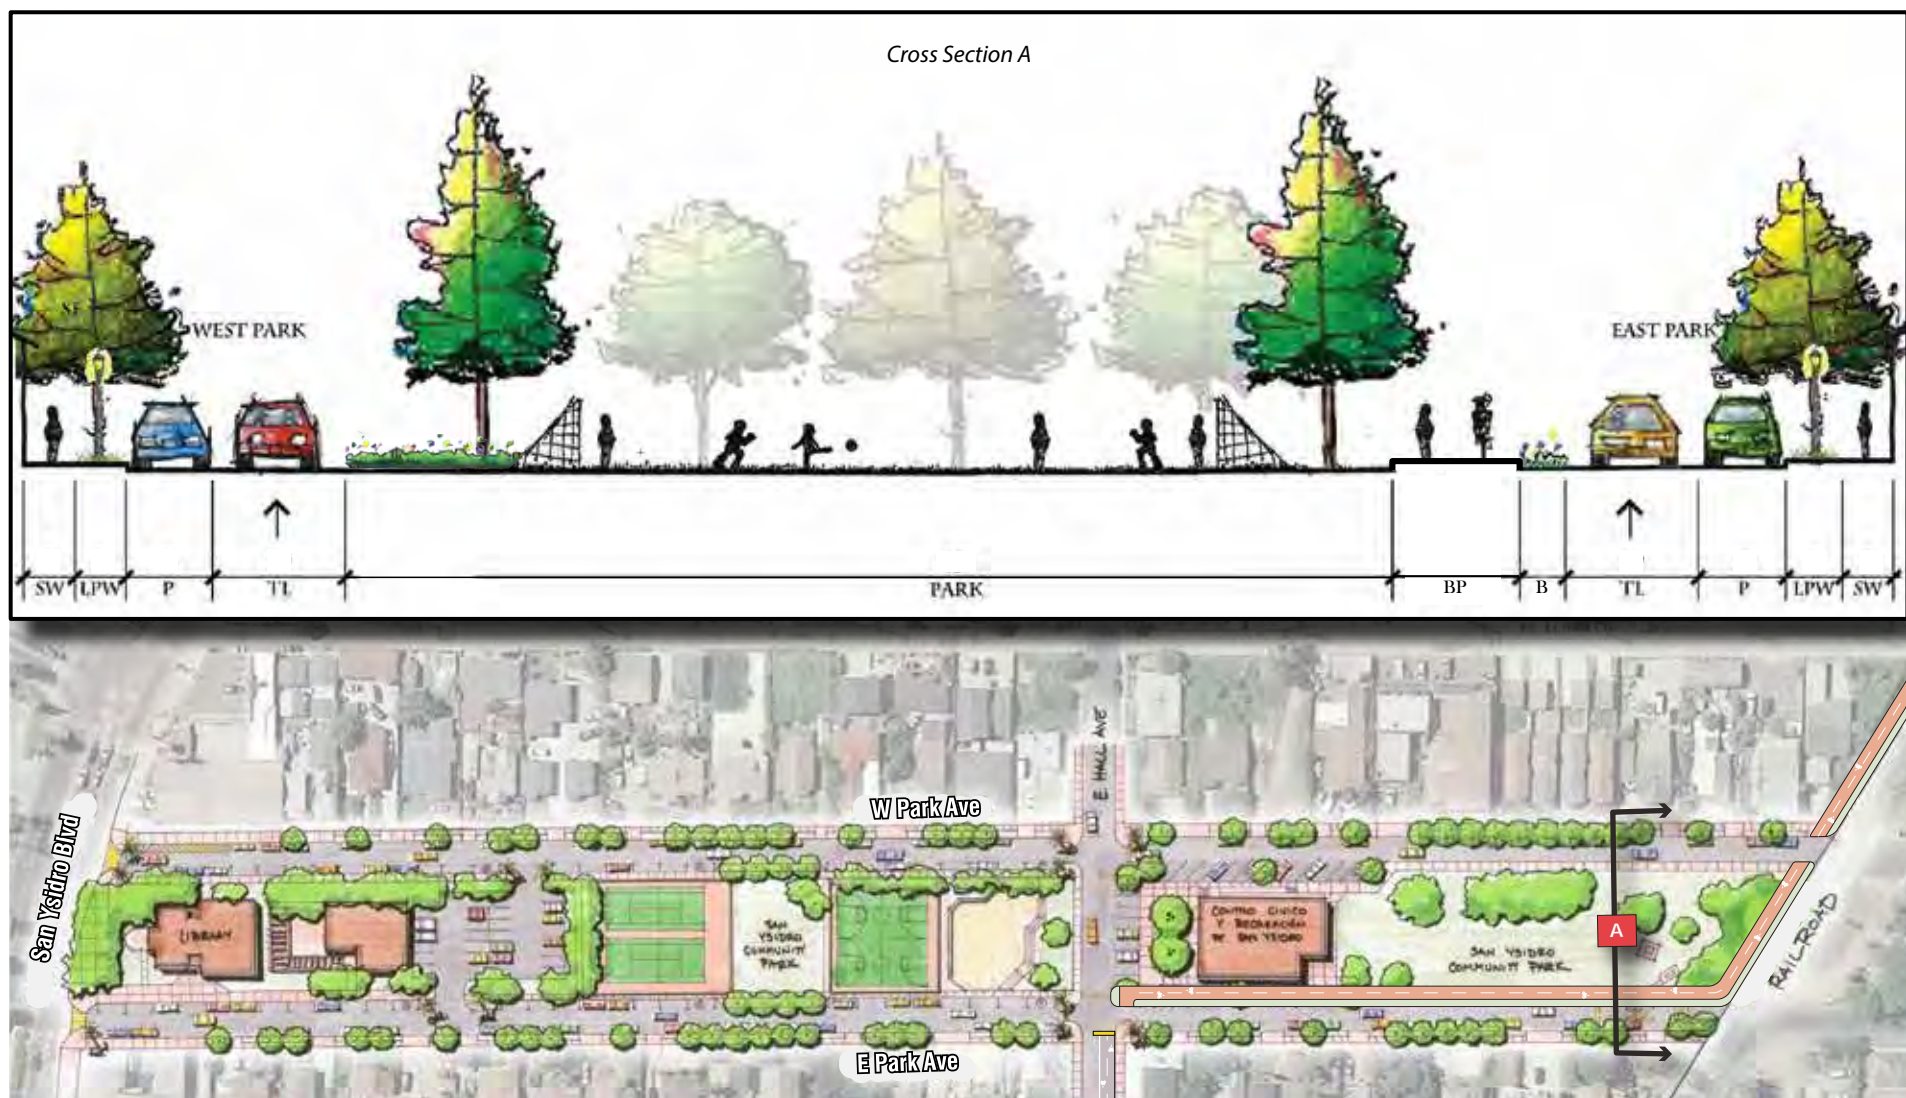 Cross Section A
WEST PARK
EAST PARK
SW
LPW
P
TL
PARK
BP
B
TL
P
LPW
SW
E HALL AVE
W Park Ave
San Ysidro Blvd
LIBRARY
SAN
YSIDRO
COMMUNITY
PARK
CENTRO CIVICO
Y RECREACIÓN
DE SAN YSIDRO
SAN YSIDRO
COMMUNITY PARK
A
RAILROAD
E Park Ave